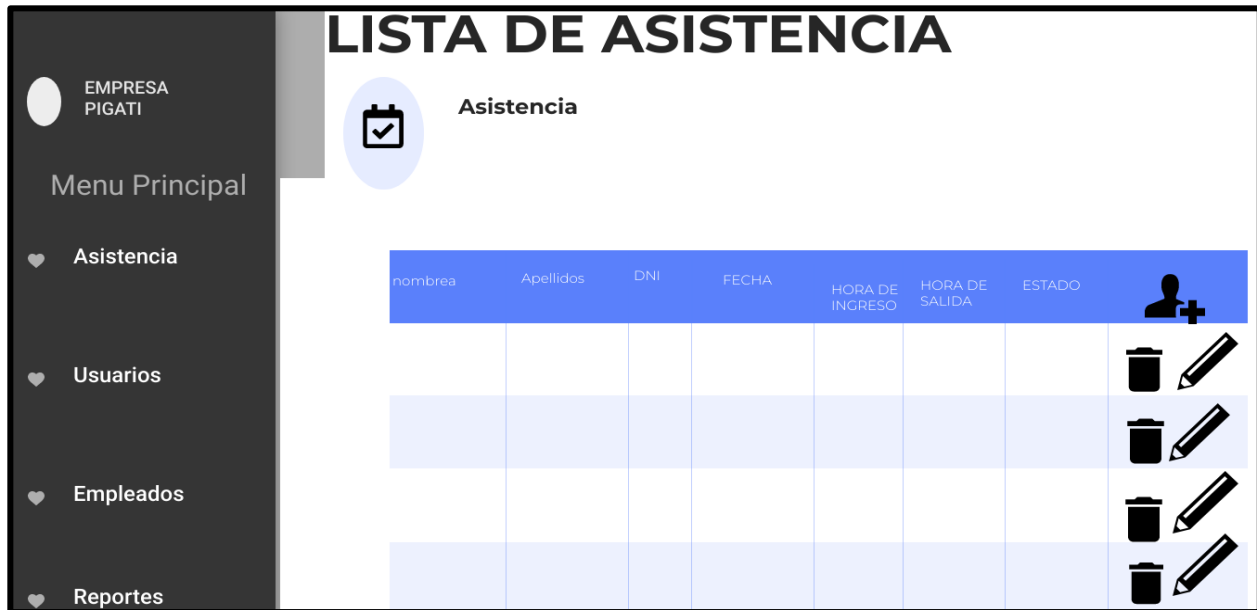 LISTA DE ASISTENCIA
EMPRESA
PIGATI
Asistencia
Menu Principal
Asistencia
Usuarios
Empleados
Reportes
nombrea
Apellidos
DNI
FECHA
HORA DE
INGRESO
HORA DE
SALIDA
ESTADO